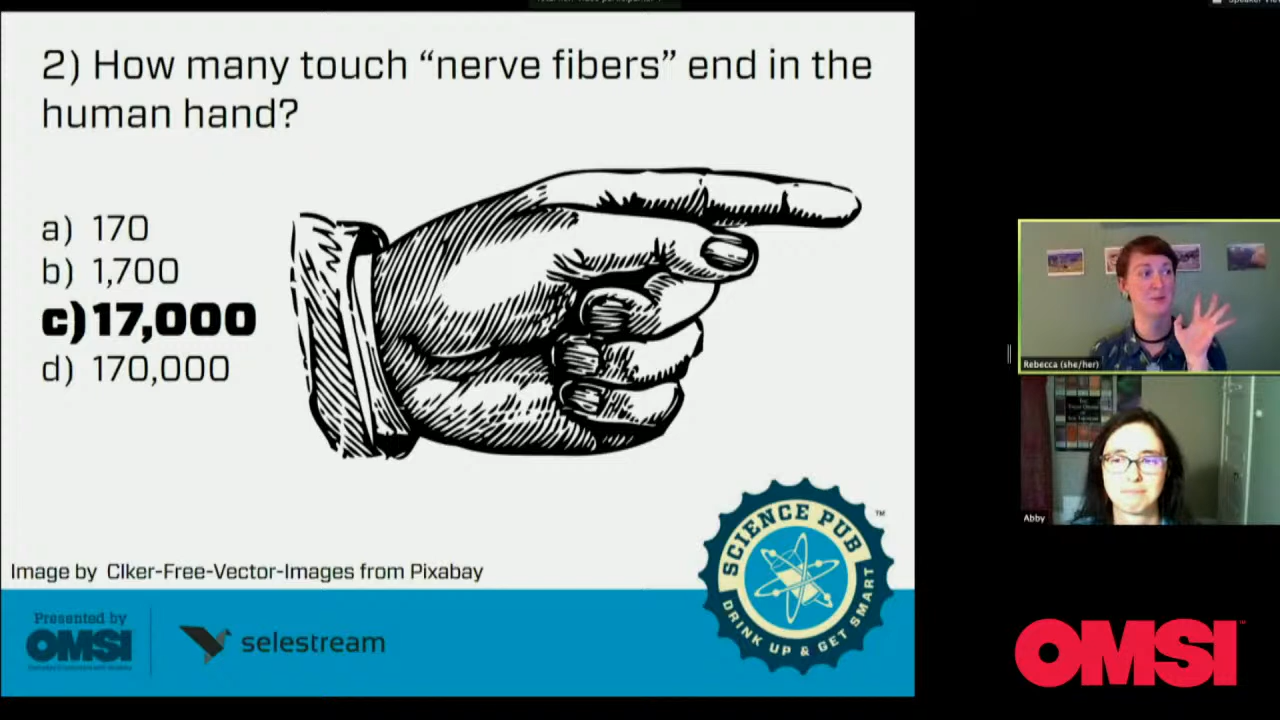 2) How many touch “nerve fibers” end in the
human hand?
a) 170
b) 1,700
c) 17,000
d) 170,000
Image by Clker-Free-Vector-Images from Pixabay
Presented by
OMSI
selestream
SCIENCE PUB
DRINK UP & GET SMART
™
Rebecca (she/her)
Abby
OMSI